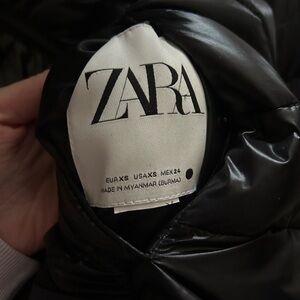 ZARA
EUR XS USA XS MEX 24
MADE IN MYANMAR (BURMA)